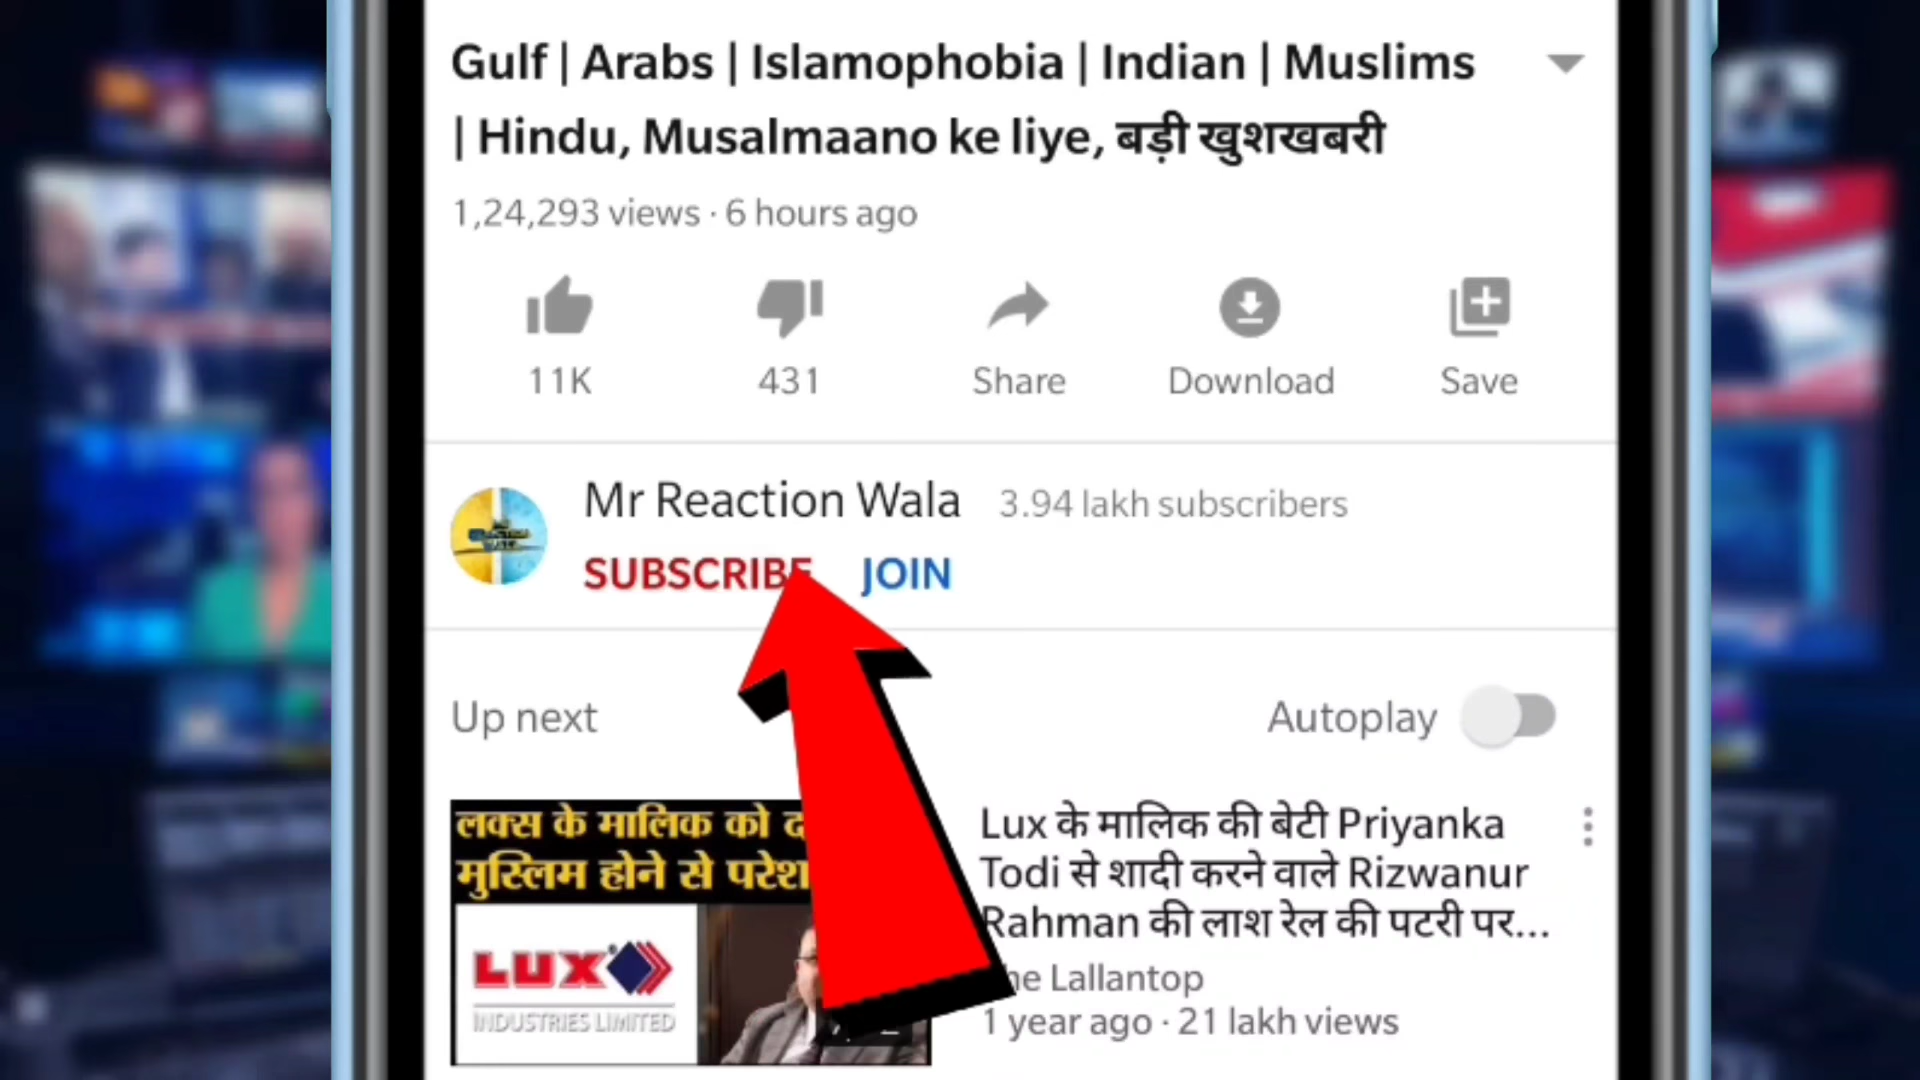 Gulf | Arabs | Islamophobia | Indian | Muslims
| Hindu, Musalmaano ke liye, बड़ी खुशखबरी
1,24,293 views · 6 hours ago
11K
431
Share
Download
Save
Mr Reaction Wala
3.94 lakh subscribers
SUBSCRIBE
JOIN
Up next
Autoplay
लक्स के मालिक को
मुस्लिम होने से
LUX
INDUSTRIES LIMITED
Lux के मालिक की बेटी Priyanka
Todi से शादी करने वाले Rizwanur
Rahman की लाश रेल की पटरी पर...
Lallantop
1 year ago · 21 lakh views